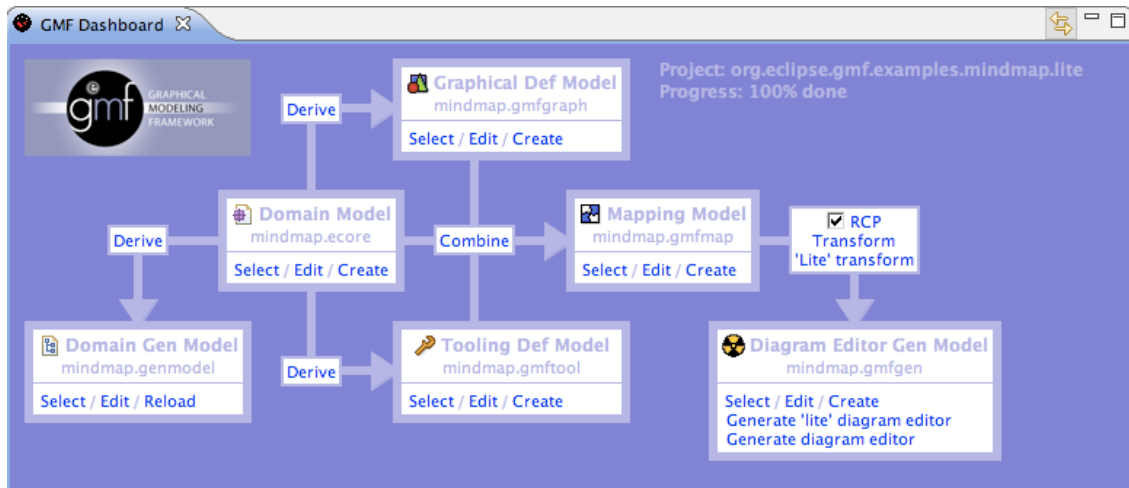 GMF Dashboard
gmf
GRAPHICAL
MODELING
FRAMEWORK
Derive
Graphical Def Model
mindmap.gmfgraph
Select / Edit / Create
Project: org.eclipse.gmf.examples.mindmap.lite
Progress: 100% done
Derive
Domain Model
mindmap.ecore
Select / Edit / Create
Combine
Mapping Model
mindmap.gmfmap
Select / Edit / Create
RCP
Transform
'Lite' transform
Domain Gen Model
mindmap.genmodel
Select / Edit / Reload
Derive
Tooling Def Model
mindmap.gmftool
Select / Edit / Create
Diagram Editor Gen Model
mindmap.gmfgen
Select / Edit / Create
Generate 'lite' diagram editor
Generate diagram editor